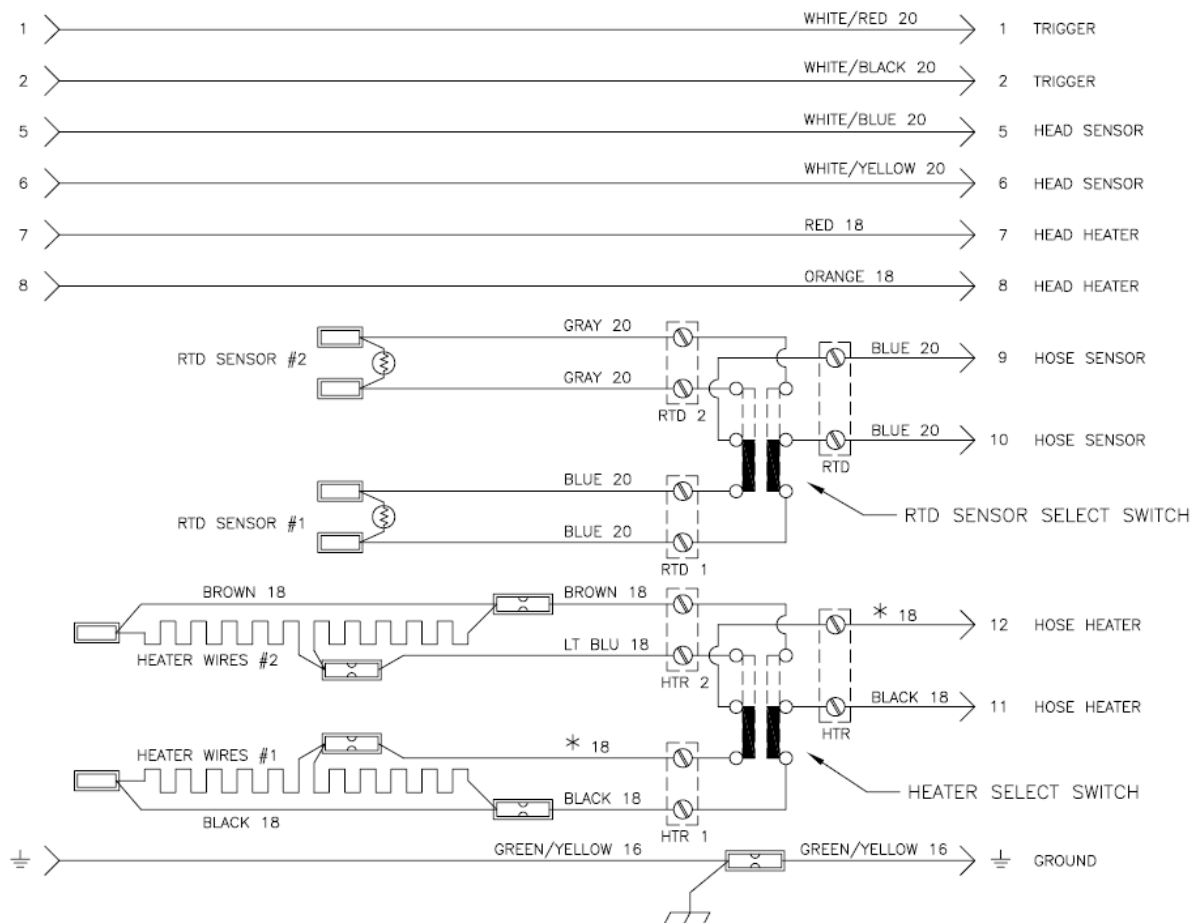 1 WHITE/RED 20 1 TRIGGER
2 WHITE/BLACK 20 2 TRIGGER
5 WHITE/BLUE 20 5 HEAD SENSOR
6 WHITE/YELLOW 20 6 HEAD SENSOR
7 RED 18 7 HEAD HEATER
8 ORANGE 18 8 HEAD HEATER
GRAY 20
RTD SENSOR #2
BLUE 20 9 HOSE SENSOR
GRAY 20
RTD 2
BLUE 20 10 HOSE SENSOR
RTD
BLUE 20
RTD SENSOR #1
RTD SENSOR SELECT SWITCH
BLUE 20
RTD 1
BROWN 18 BROWN 18
* 18 12 HOSE HEATER
LT BLU 18
HEATER WIRES #2
HTR 2
BLACK 18 11 HOSE HEATER
HTR
HEATER WIRES #1
* 18
HEATER SELECT SWITCH
BLACK 18
BLACK 18
HTR 1
GREEN/YELLOW 16 GREEN/YELLOW 16 GROUND